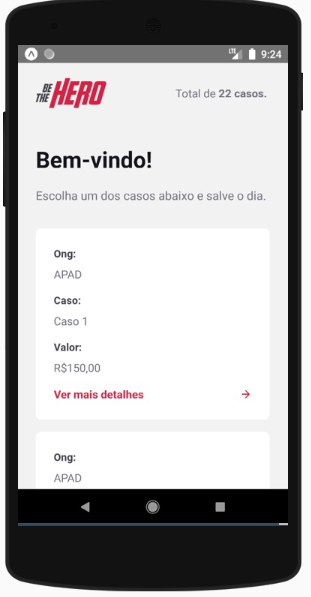 LTE 9:24
BE THE HERO
Total de 22 casos.
Bem-vindo!
Escolha um dos casos abaixo e salve o dia.
Ong:
APAD
Caso:
Caso 1
Valor:
R$150,00
Ver mais detalhes →
Ong:
APAD